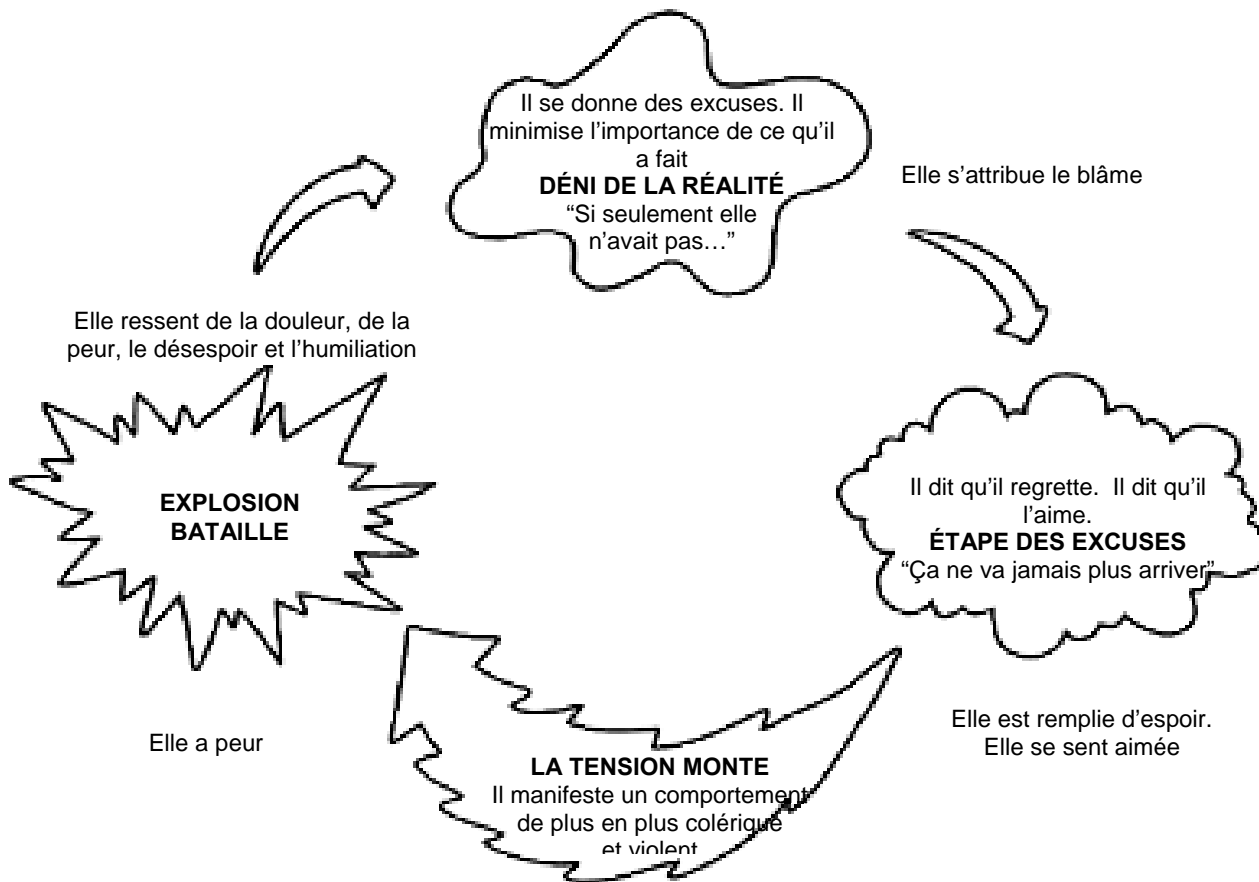 Il se donne des excuses. Il
minimise l’importance de ce qu’il
a fait
DÉNI DE LA RÉALITÉ
“Si seulement elle
n’avait pas…”
Elle s’attribue le blâme
Elle ressent de la douleur, de la
peur, le désespoir et l’humiliation
EXPLOSION
BATAILLE
Il dit qu’il regrette.  Il dit qu’il
l’aime.
ÉTAPE DES EXCUSES
“Ça ne va jamais plus arriver”
Elle est remplie d’espoir.
Elle se sent aimée
Elle a peur
LA TENSION MONTE
Il manifeste un comportement
de plus en plus colérique
et violent